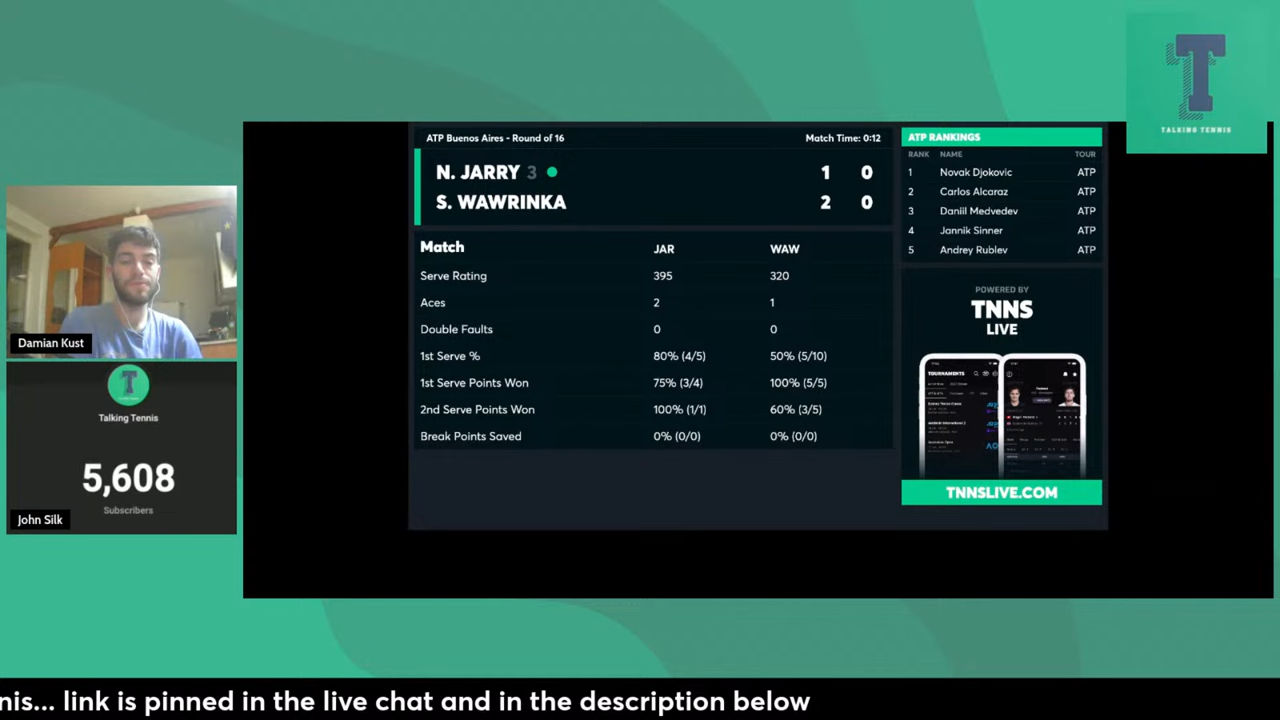 TALKING TENNIS
ATP Buenos Aires - Round of 16 Match Time: 0:12
N. JARRY 3 1 0
S. WAWRINKA 2 0
Match JAR WAW
Serve Rating 395 320
Aces 2 1
Double Faults 0 0
1st Serve % 80% (4/5) 50% (5/10)
1st Serve Points Won 75% (3/4) 100% (5/5)
2nd Serve Points Won 100% (1/1) 60% (3/5)
Break Points Saved 0% (0/0) 0% (0/0)
ATP RANKINGS
RANK NAME TOUR
1 Novak Djokovic ATP
2 Carlos Alcaraz ATP
3 Daniil Medvedev ATP
4 Jannik Sinner ATP
5 Andrey Rublev ATP
POWERED BY
TNNS
LIVE
TOURNAMENTS
TNNSLIVE.COM
Damian Kust
Talking Tennis
5,608
Subscribers
John Silk
nis... link is pinned in the live chat and in the description below